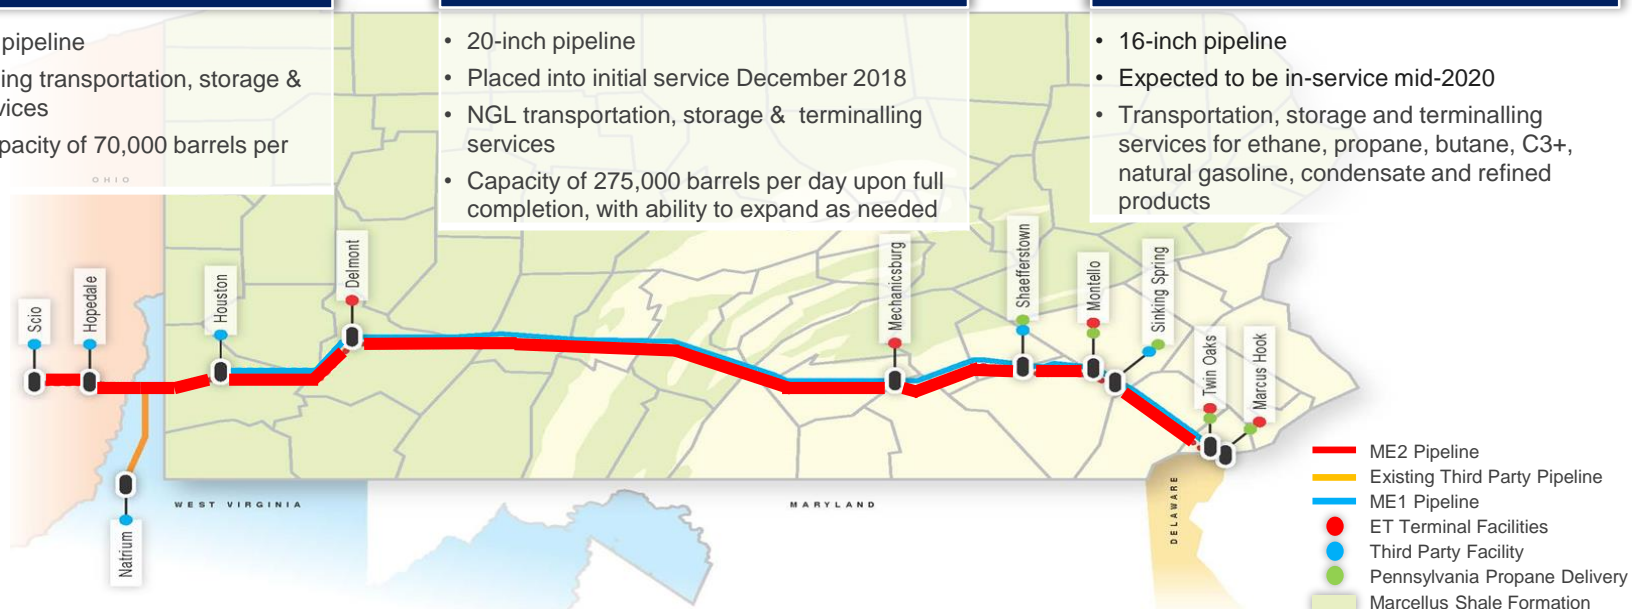 pipeline
ing transportation, storage &
vices
pacity of 70,000 barrels per
• 20-inch pipeline
• Placed into initial service December 2018
• NGL transportation, storage & terminalling
services
• Capacity of 275,000 barrels per day upon full
completion, with ability to expand as needed
• 16-inch pipeline
• Expected to be in-service mid-2020
• Transportation, storage and terminalling
services for ethane, propane, butane, C3+,
natural gasoline, condensate and refined
products
OHIO
Scio
Hopedale
Houston
Delmont
Mechanicsburg
Shaefferstown
Montello
Sinking Spring
Twin Oaks
Marcus Hook
Natrium
WEST VIRGINIA
MARYLAND
DELAWARE
ME2 Pipeline
Existing Third Party Pipeline
ME1 Pipeline
ET Terminal Facilities
Third Party Facility
Pennsylvania Propane Delivery
Marcellus Shale Formation